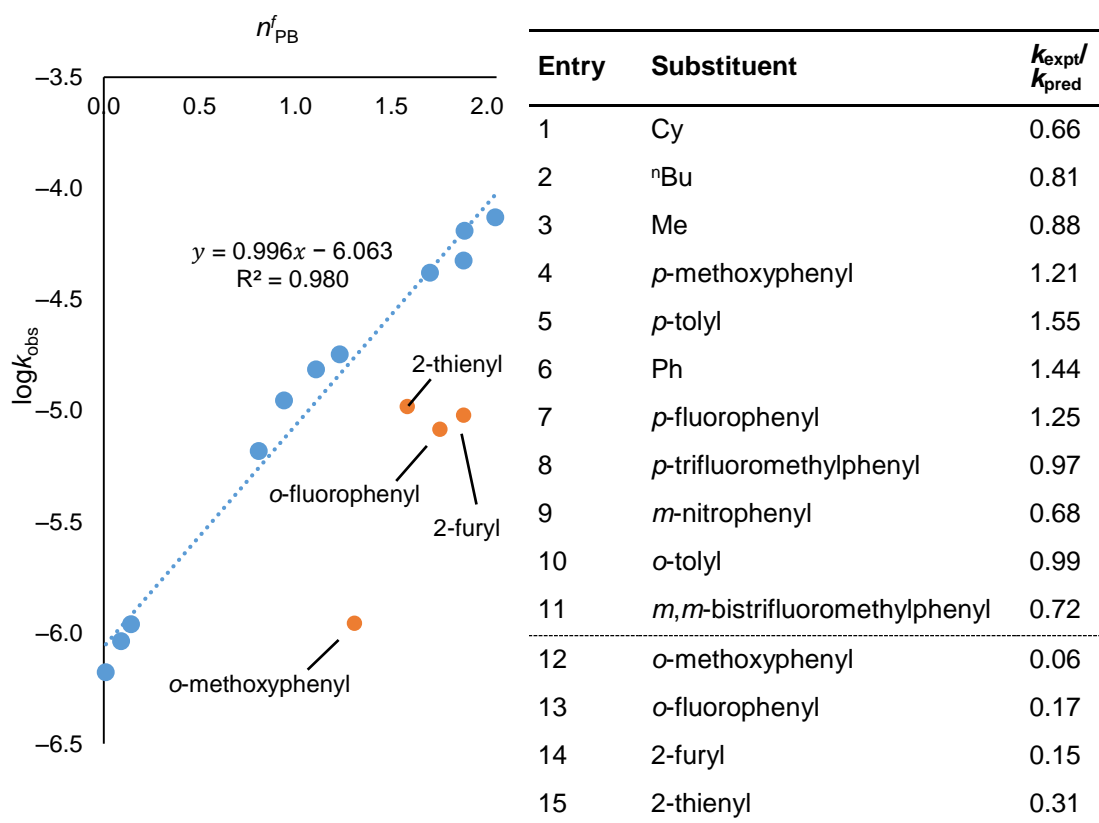 nᶠPB
–3.5
0.0 0.5 1.0 1.5 2.0
–4.0
y = 0.996x − 6.063
R² = 0.980
–4.5
2-thienyl
logkobs
–5.0
o-fluorophenyl
2-furyl
–5.5
–6.0
o-methoxyphenyl
–6.5
Entry Substituent kexpt/kpred
1 Cy 0.66
2 ⁿBu 0.81
3 Me 0.88
4 p-methoxyphenyl 1.21
5 p-tolyl 1.55
6 Ph 1.44
7 p-fluorophenyl 1.25
8 p-trifluoromethylphenyl 0.97
9 m-nitrophenyl 0.68
10 o-tolyl 0.99
11 m,m-bistrifluoromethylphenyl 0.72
12 o-methoxyphenyl 0.06
13 o-fluorophenyl 0.17
14 2-furyl 0.15
15 2-thienyl 0.31